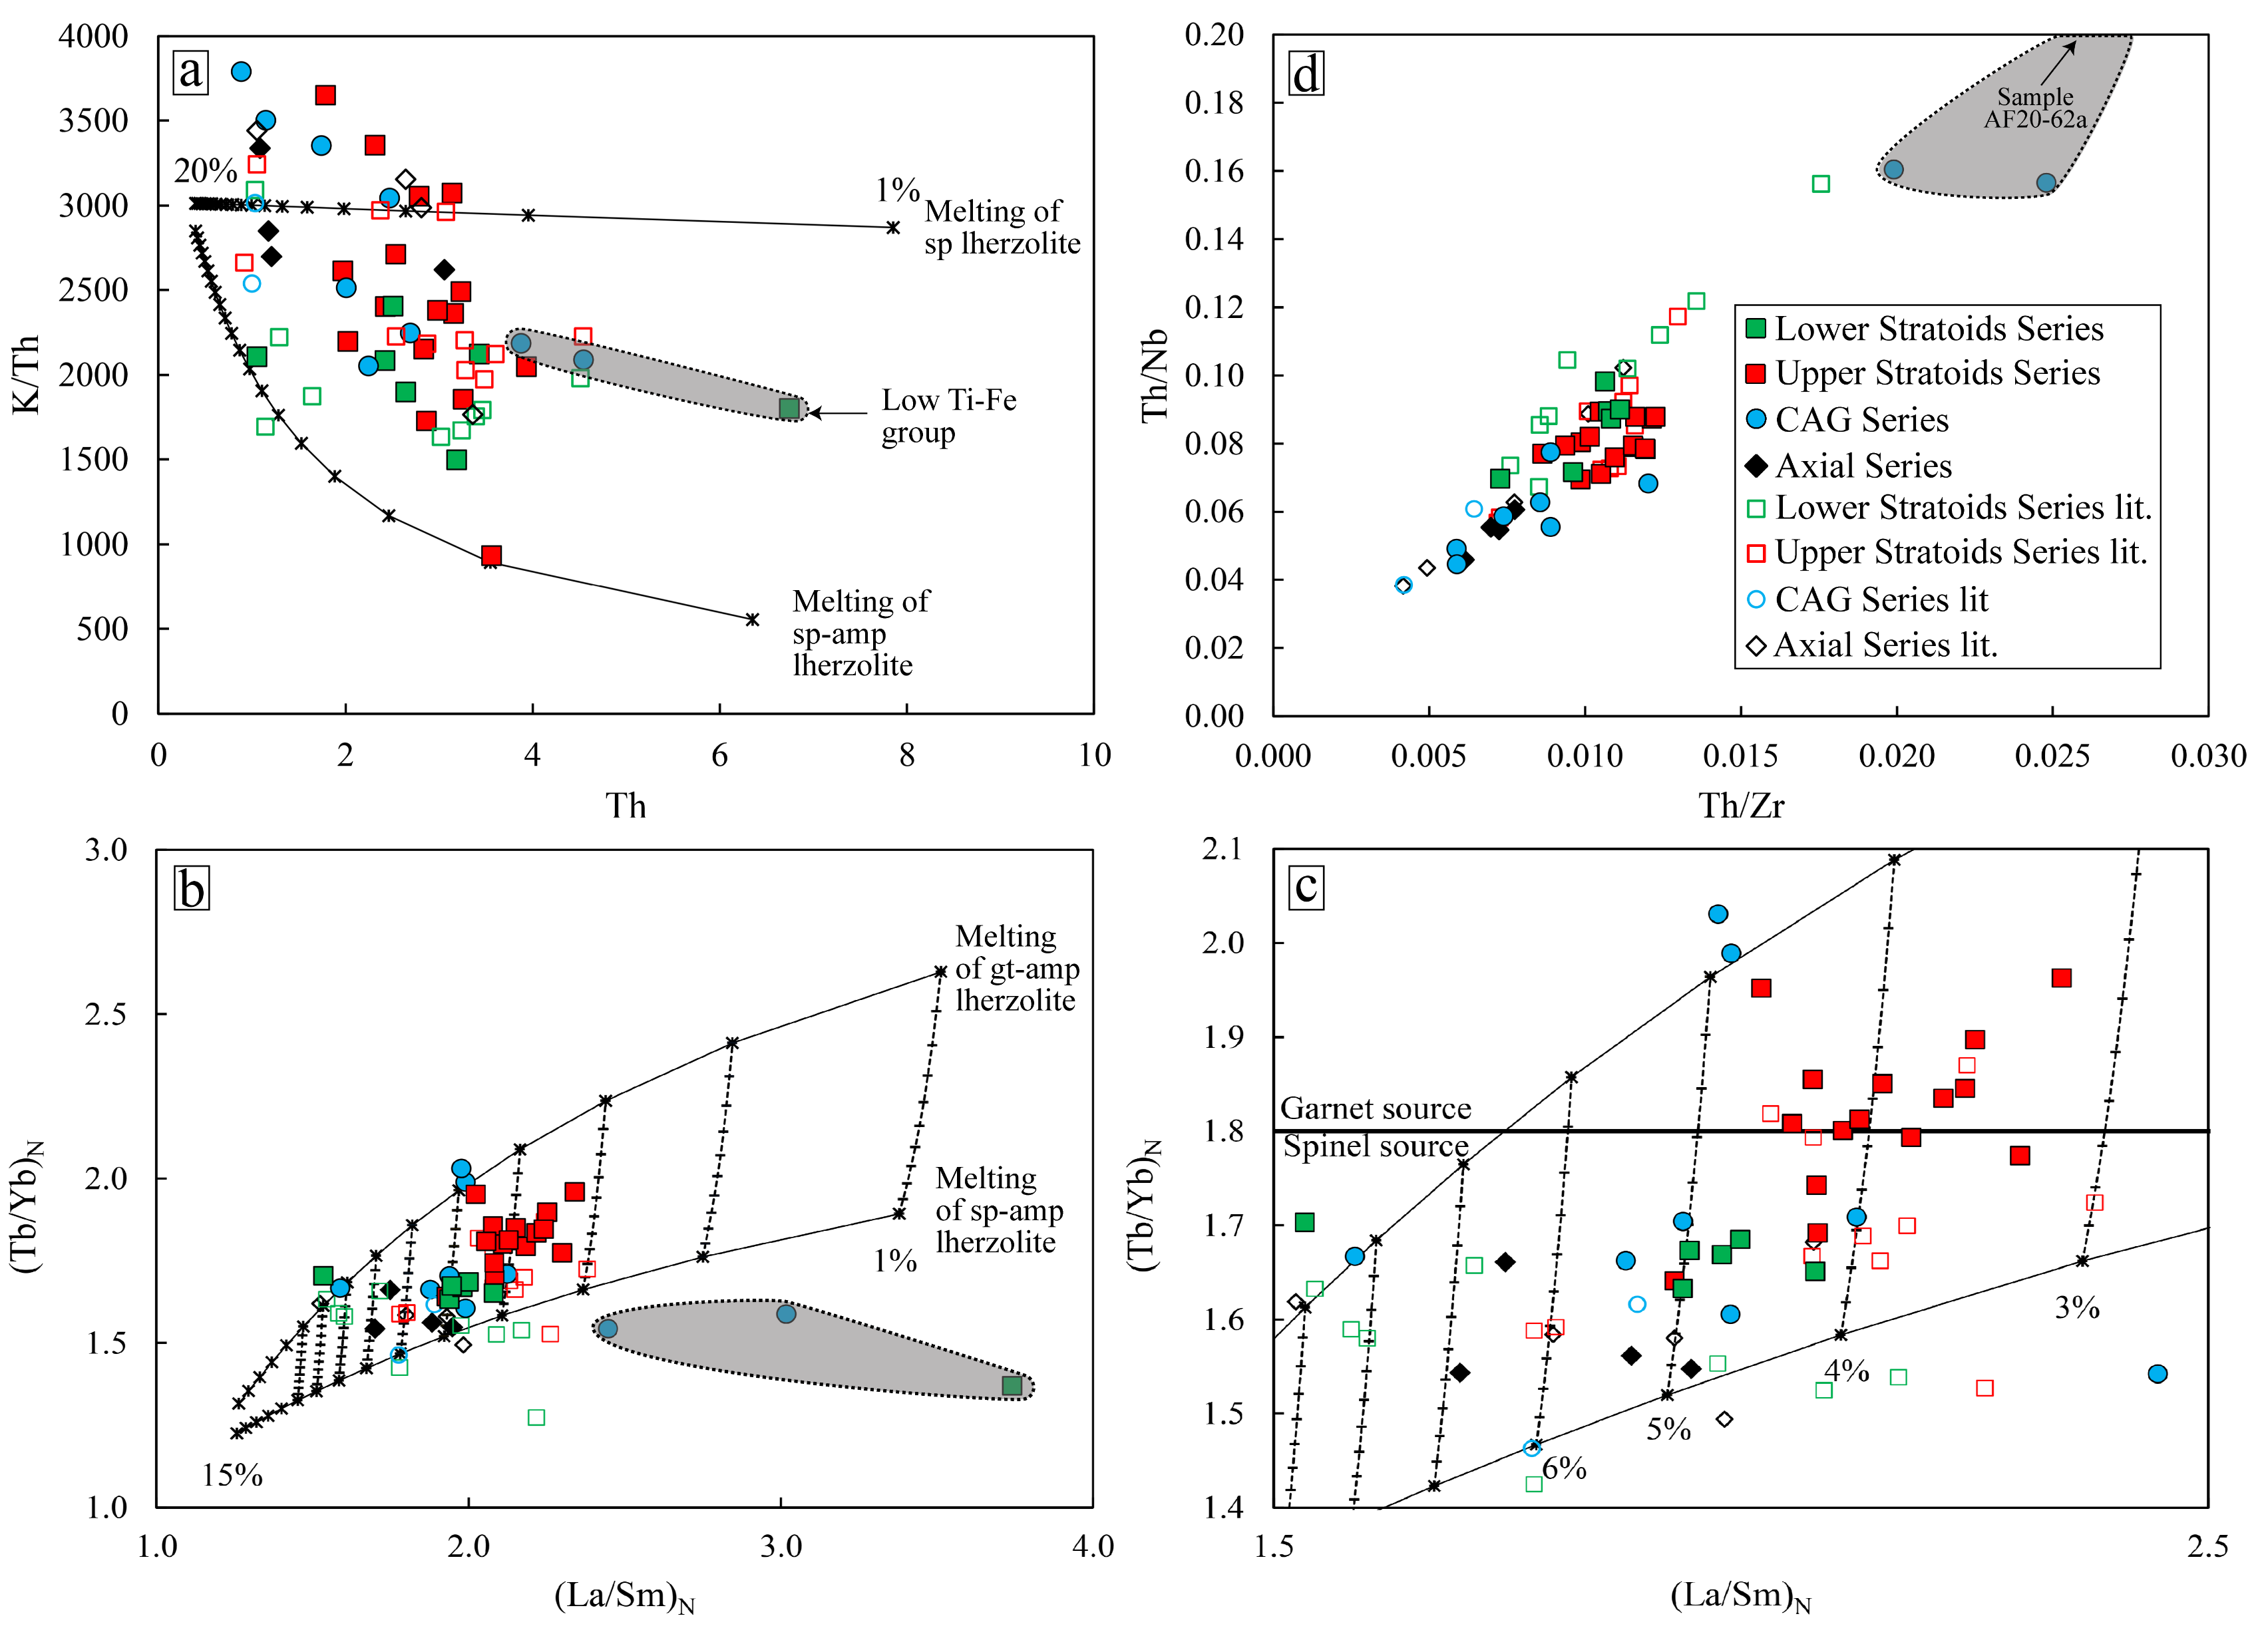 a
4000
3500
3000
2500
2000
1500
1000
500
0
K/Th
20%
1%
Melting of
sp lherzolite
Low Ti-Fe
group
Melting of
sp-amp
lherzolite
0 2 4 6 8 10
Th
d
0.20
0.18
0.16
0.14
0.12
0.10
0.08
0.06
0.04
0.02
0.00
Th/Nb
Sample
AF20-62a
Lower Stratoids Series
Upper Stratoids Series
CAG Series
Axial Series
Lower Stratoids Series lit.
Upper Stratoids Series lit.
CAG Series lit
Axial Series lit.
0.000 0.005 0.010 0.015 0.020 0.025 0.030
Th/Zr
b
3.0
2.5
2.0
1.5
1.0
(Tb/Yb)N
Melting
of gt-amp
lherzolite
Melting
of sp-amp
lherzolite
1%
15%
1.0 2.0 3.0 4.0
(La/Sm)N
c
2.1
2.0
1.9
1.8
1.7
1.6
1.5
1.4
(Tb/Yb)N
Garnet source
Spinel source
3%
4%
5%
6%
1.5 2.5
(La/Sm)N